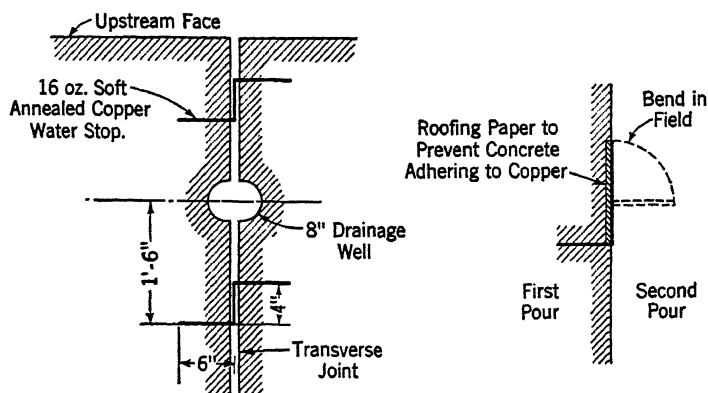 Upstream Face
16 oz. Soft
Annealed Copper
Water Stop.
8" Drainage
Well
1'-6"
4"
6"
Transverse
Joint
Roofing Paper to
Prevent Concrete
Adhering to Copper
Bend in
Field
First
Pour
Second
Pour